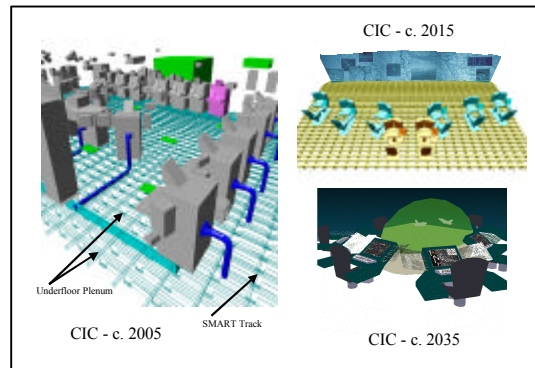 CIC - c. 2015
Underfloor Plenum
SMART Track
CIC - c. 2005
CIC - c. 2035